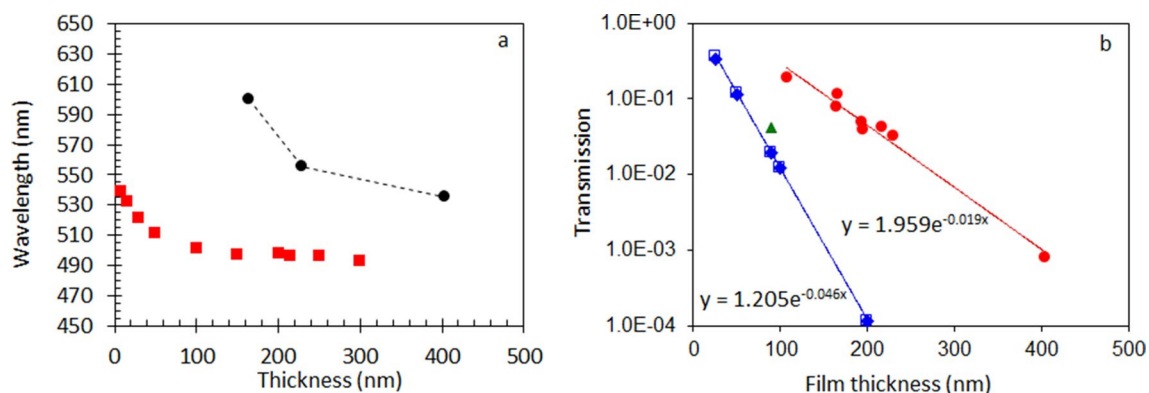 a
650
630
610
590
570
550
530
510
490
470
450
Wavelength (nm)
0
100
200
300
400
500
Thickness (nm)
b
1.0E+00
1.0E-01
1.0E-02
1.0E-03
1.0E-04
Transmission
y = 1.959e^-0.019x
y = 1.205e^-0.046x
0
100
200
300
400
500
Film thickness (nm)